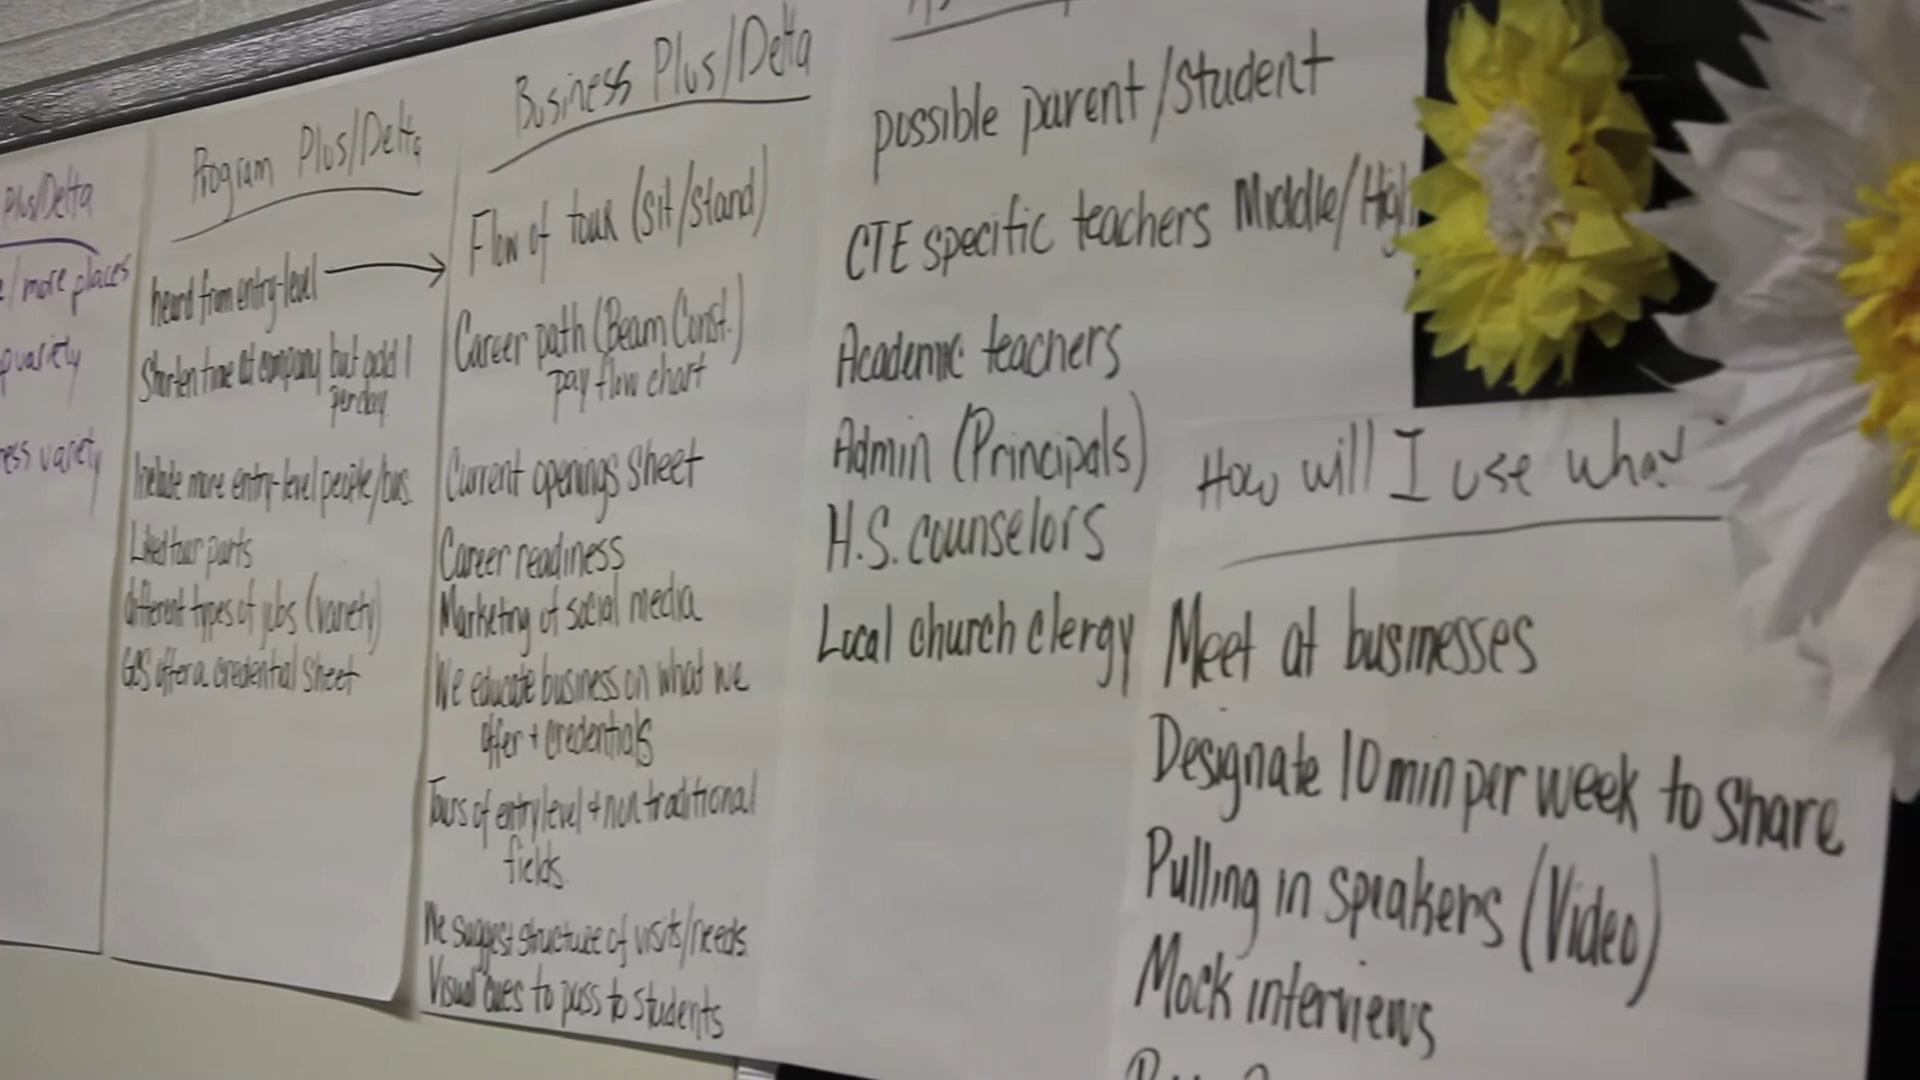 Plus/Delta
/ more places
variety
ess variety
Program Plus/Delta
heard from entry-level
Shorten time at company but add 1
per day
Include more entry-level people/bus.
Liked tour parts
different types of jobs (variety)
GCS offer a credential sheet
Business Plus/Delta
Flow of tour (sit/stand)
Career path (Beam Const.)
pay flow chart
Current openings sheet
Career readiness
Marketing of social media
We educate business on what we
offer + credentials
Tours of entry level + non traditional
fields
We suggest structure of visits/needs
Visual cues to pass to students
possible parent/student
CTE specific teachers Middle/High
Academic teachers
Admin (Principals)
H.S. counselors
Local church clergy
How will I use what
Meet at businesses
Designate 10 min per week to share
Pulling in speakers (Video)
Mock interviews